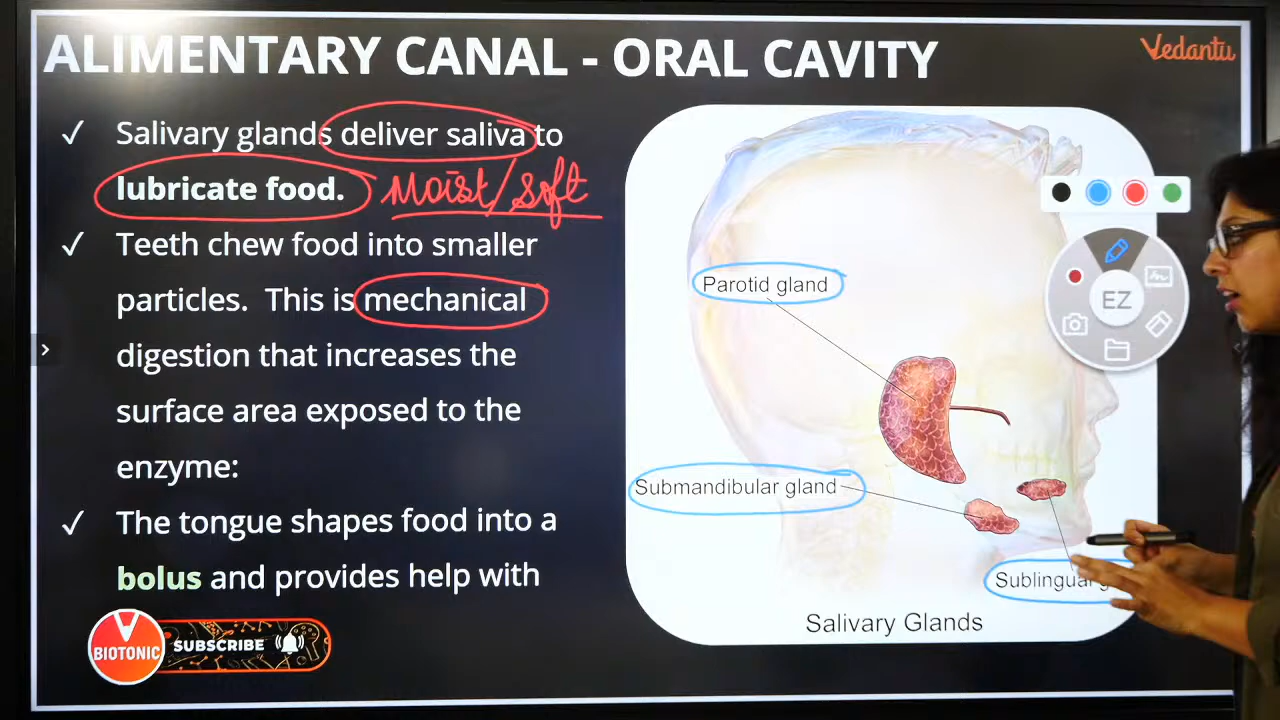 ALIMENTARY CANAL - ORAL CAVITY
Vedantu
✓ Salivary glands deliver saliva to
lubricate food. Moist/Soft
✓ Teeth chew food into smaller
particles. This is mechanical
digestion that increases the
surface area exposed to the
enzyme:
✓ The tongue shapes food into a
bolus and provides help with
Parotid gland
Submandibular gland
Sublingual
Salivary Glands
EZ
V
BIOTONIC
SUBSCRIBE